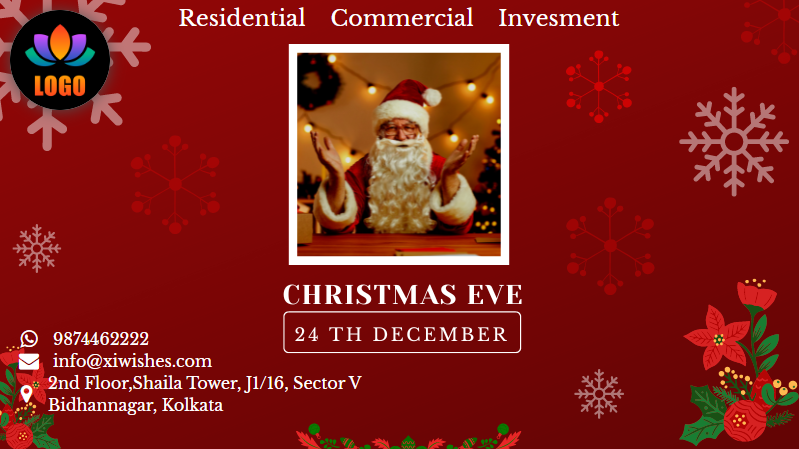 Residential Commercial Invesment
LOGO
CHRISTMAS EVE
24 TH DECEMBER
9874462222
info@xiwishes.com
2nd Floor,Shaila Tower, J1/16, Sector V
Bidhannagar, Kolkata